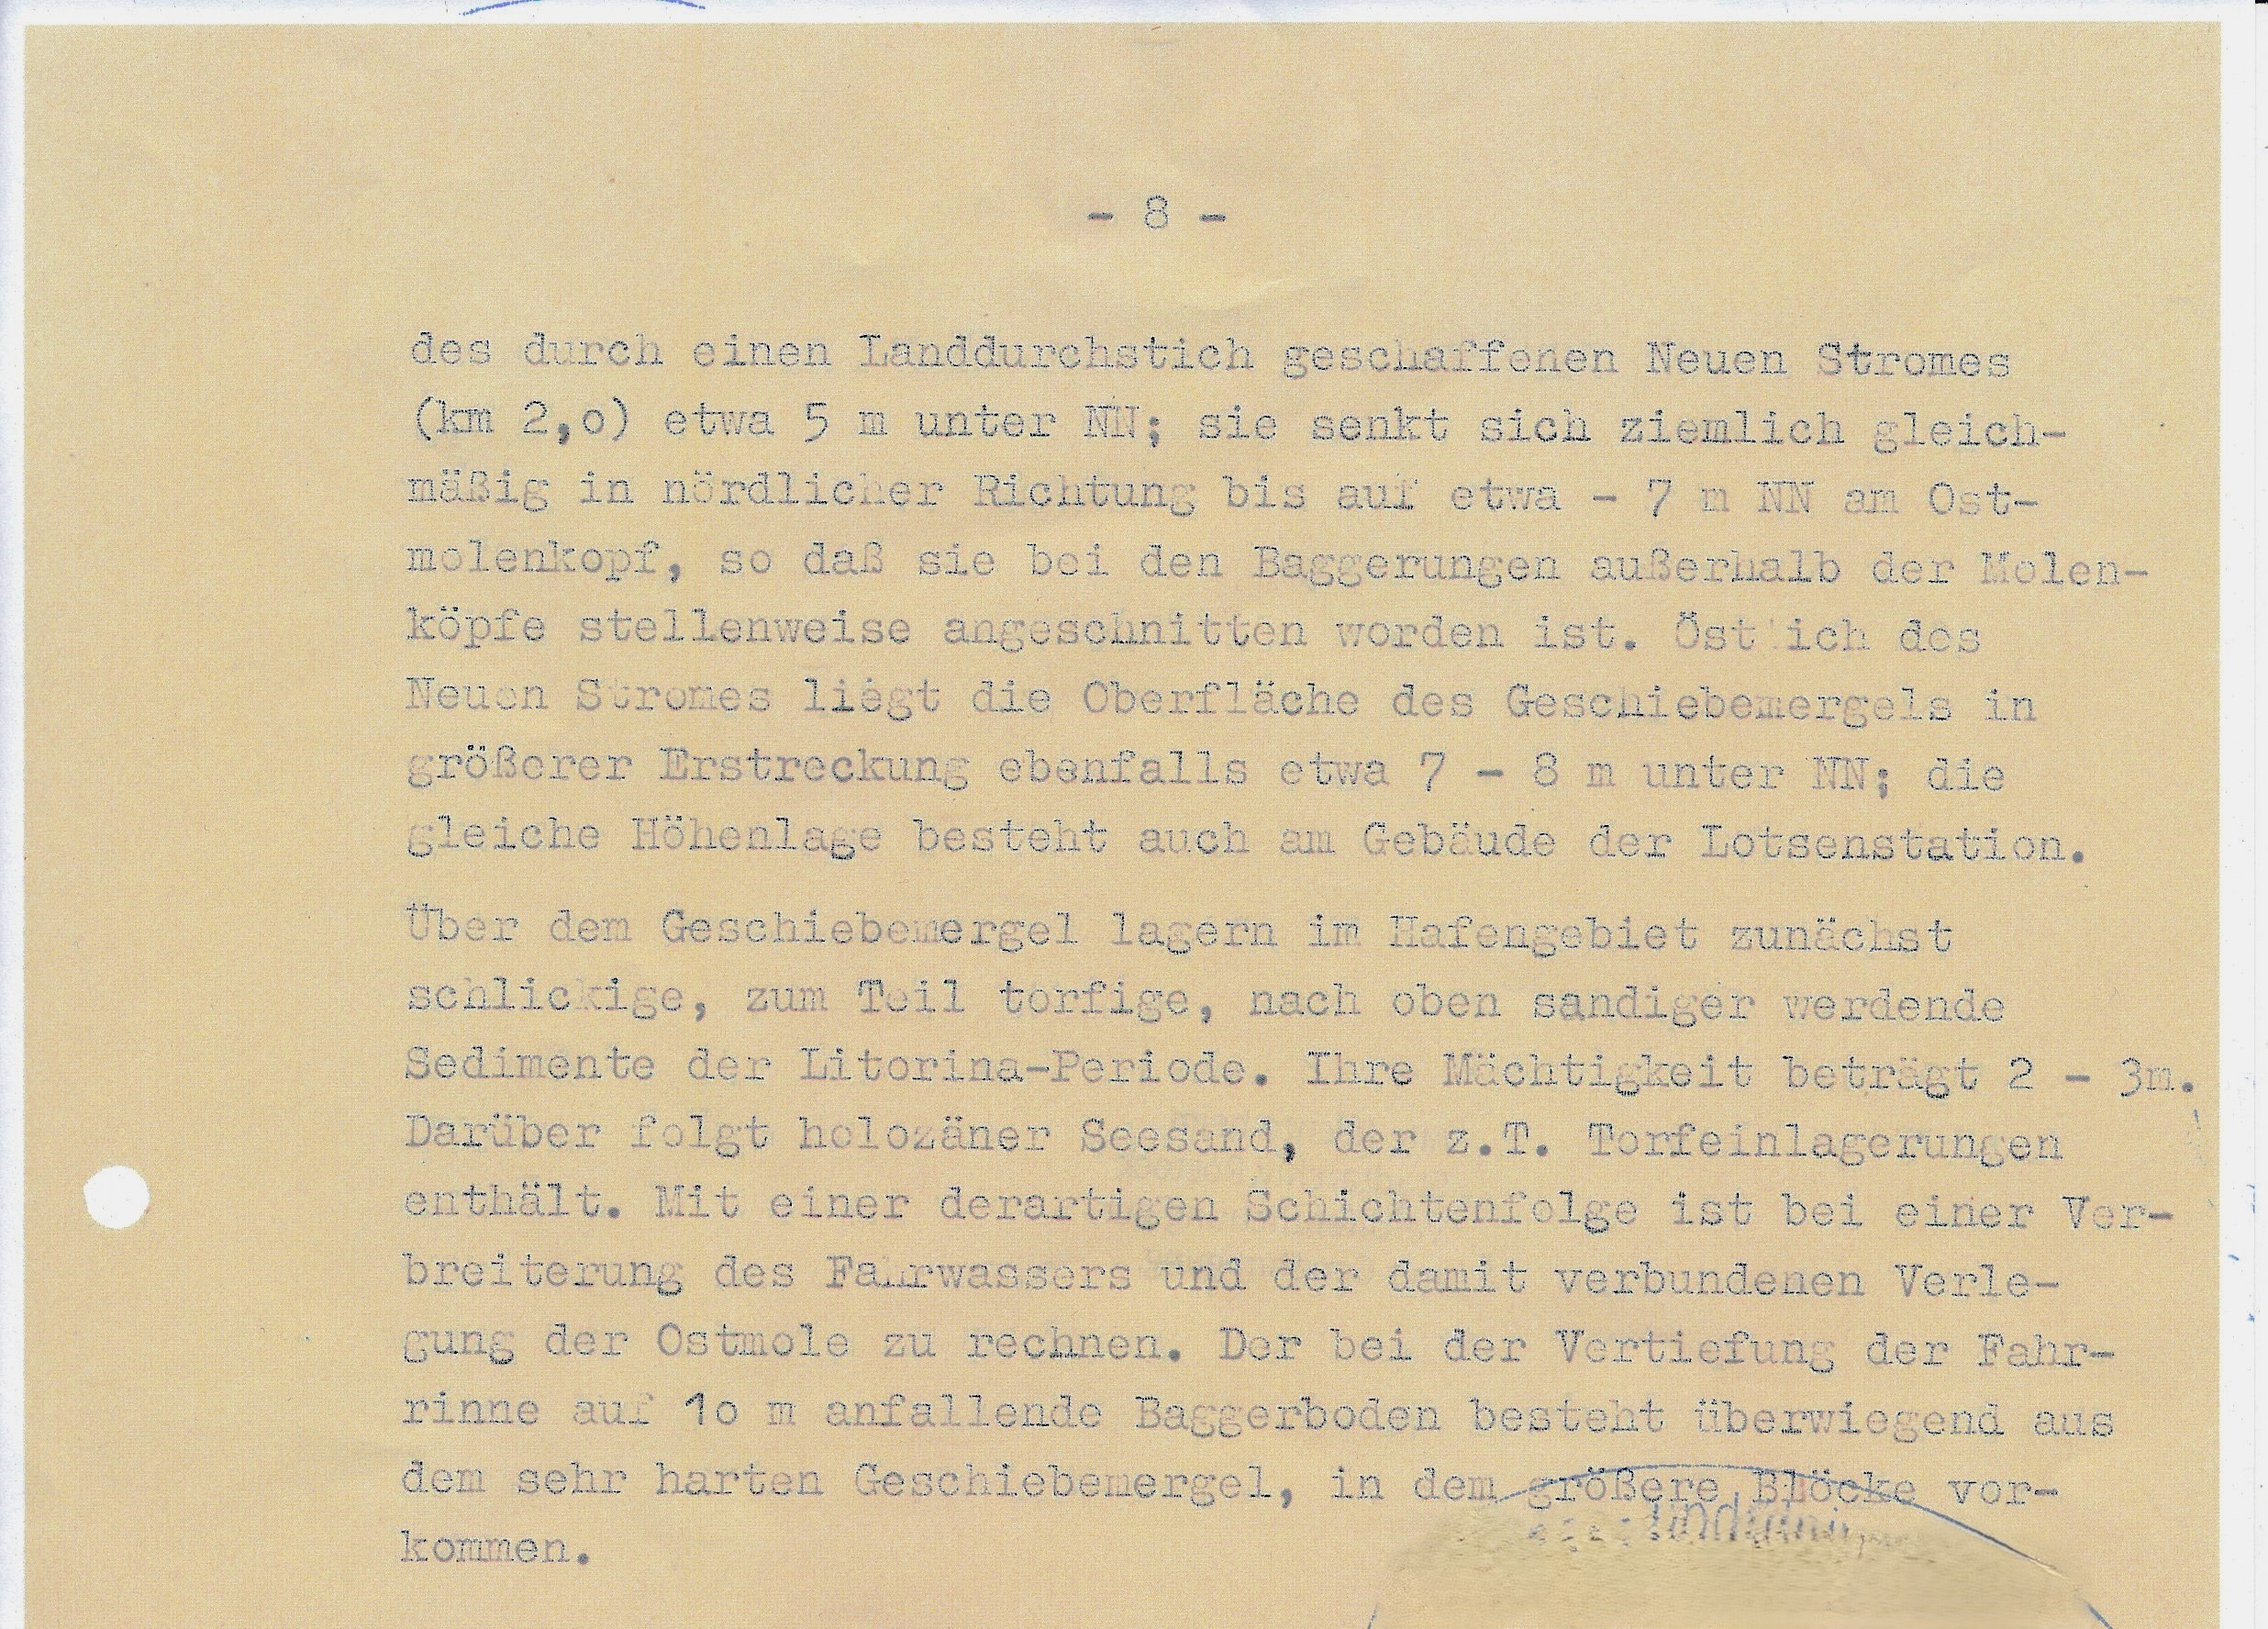 - 8 -
des durch einen Landdurchstich geschaffenen Neuen Stromes
(km 2,o) etwa 5 m unter NN; sie senkt sich ziemlich gleich-
mäßig in nördlicher Richtung bis auf etwa - 7 m NN am Ost-
molenkopf, so daß sie bei den Baggerungen außerhalb der Molen-
köpfe stellenweise angeschnitten worden ist. Östlich des
Neuen Stromes liegt die Oberfläche des Geschiebemergels in
größerer Erstreckung ebenfalls etwa 7 - 8 m unter NN; die
gleiche Höhenlage besteht auch am Gebäude der Lotsenstation.
Über dem Geschiebemergel lagern im Hafengebiet zunächst
schlickige, zum Teil torfige, nach oben sandiger werdende
Sedimente der Litorina-Periode. Ihre Mächtigkeit beträgt 2 - 3m.
Darüber folgt holozäner Seesand, der z.T. Torfeinlagerungen
enthält. Mit einer derartigen Schichtenfolge ist bei einer Ver-
breiterung des Fahrwassers und der damit verbundenen Verle-
gung der Ostmole zu rechnen. Der bei der Vertiefung der Fahr-
rinne auf 1o m anfallende Baggerboden besteht überwiegend aus
dem sehr harten Geschiebemergel, in dem größere Blöcke vor-
kommen.